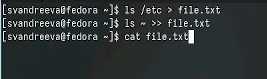 [svandreeva@fedora ~]$ ls /etc > file.txt
[svandreeva@fedora ~]$ ls ~ >> file.txt
[svandreeva@fedora ~]$ cat file.txt